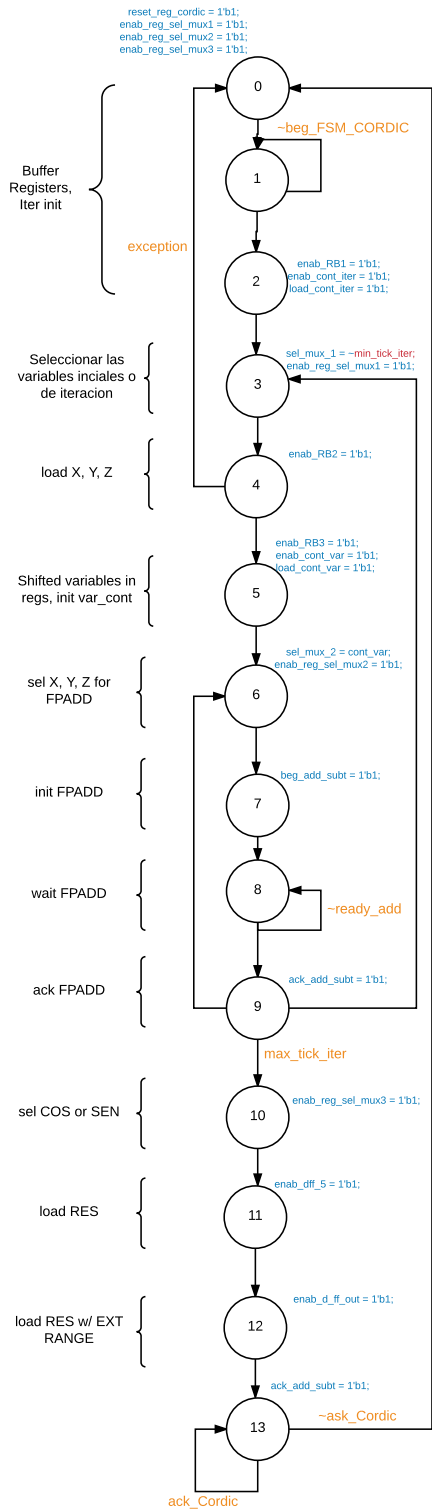 reset_reg_cordic = 1'b1;
enab_reg_sel_mux1 = 1'b1;
enab_reg_sel_mux2 = 1'b1;
enab_reg_sel_mux3 = 1'b1;
0
~beg_FSM_CORDIC
Buffer
Registers,
Iter init
1
exception
2
enab_RB1 = 1'b1;
enab_cont_iter = 1'b1;
load_cont_iter = 1'b1;
Seleccionar las
variables inciales o
de iteracion
sel_mux_1 = ~min_tick_iter;
enab_reg_sel_mux1 = 1'b1;
3
load X, Y, Z
enab_RB2 = 1'b1;
4
Shifted variables in
regs, init var_cont
enab_RB3 = 1'b1;
enab_cont_var = 1'b1;
load_cont_var = 1'b1;
5
sel X, Y, Z for
FPADD
sel_mux_2 = cont_var;
enab_reg_sel_mux2 = 1'b1;
6
init FPADD
beg_add_subt = 1'b1;
7
wait FPADD
8
~ready_add
ack FPADD
ack_add_subt = 1'b1;
9
max_tick_iter
sel COS or SEN
enab_reg_sel_mux3 = 1'b1;
10
load RES
enab_dff_5 = 1'b1;
11
load RES w/ EXT
RANGE
enab_d_ff_out = 1'b1;
12
ack_add_subt = 1'b1;
13
~ask_Cordic
ack_Cordic